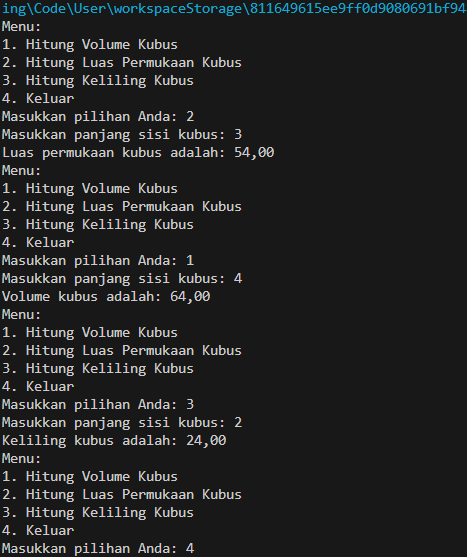 ing\Code\User\workspaceStorage\811649615ee9ff0d9080691bf94
Menu:
1. Hitung Volume Kubus
2. Hitung Luas Permukaan Kubus
3. Hitung Keliling Kubus
4. Keluar
Masukkan pilihan Anda: 2
Masukkan panjang sisi kubus: 3
Luas permukaan kubus adalah: 54,00
Menu:
1. Hitung Volume Kubus
2. Hitung Luas Permukaan Kubus
3. Hitung Keliling Kubus
4. Keluar
Masukkan pilihan Anda: 1
Masukkan panjang sisi kubus: 4
Volume kubus adalah: 64,00
Menu:
1. Hitung Volume Kubus
2. Hitung Luas Permukaan Kubus
3. Hitung Keliling Kubus
4. Keluar
Masukkan pilihan Anda: 3
Masukkan panjang sisi kubus: 2
Keliling kubus adalah: 24,00
Menu:
1. Hitung Volume Kubus
2. Hitung Luas Permukaan Kubus
3. Hitung Keliling Kubus
4. Keluar
Masukkan pilihan Anda: 4